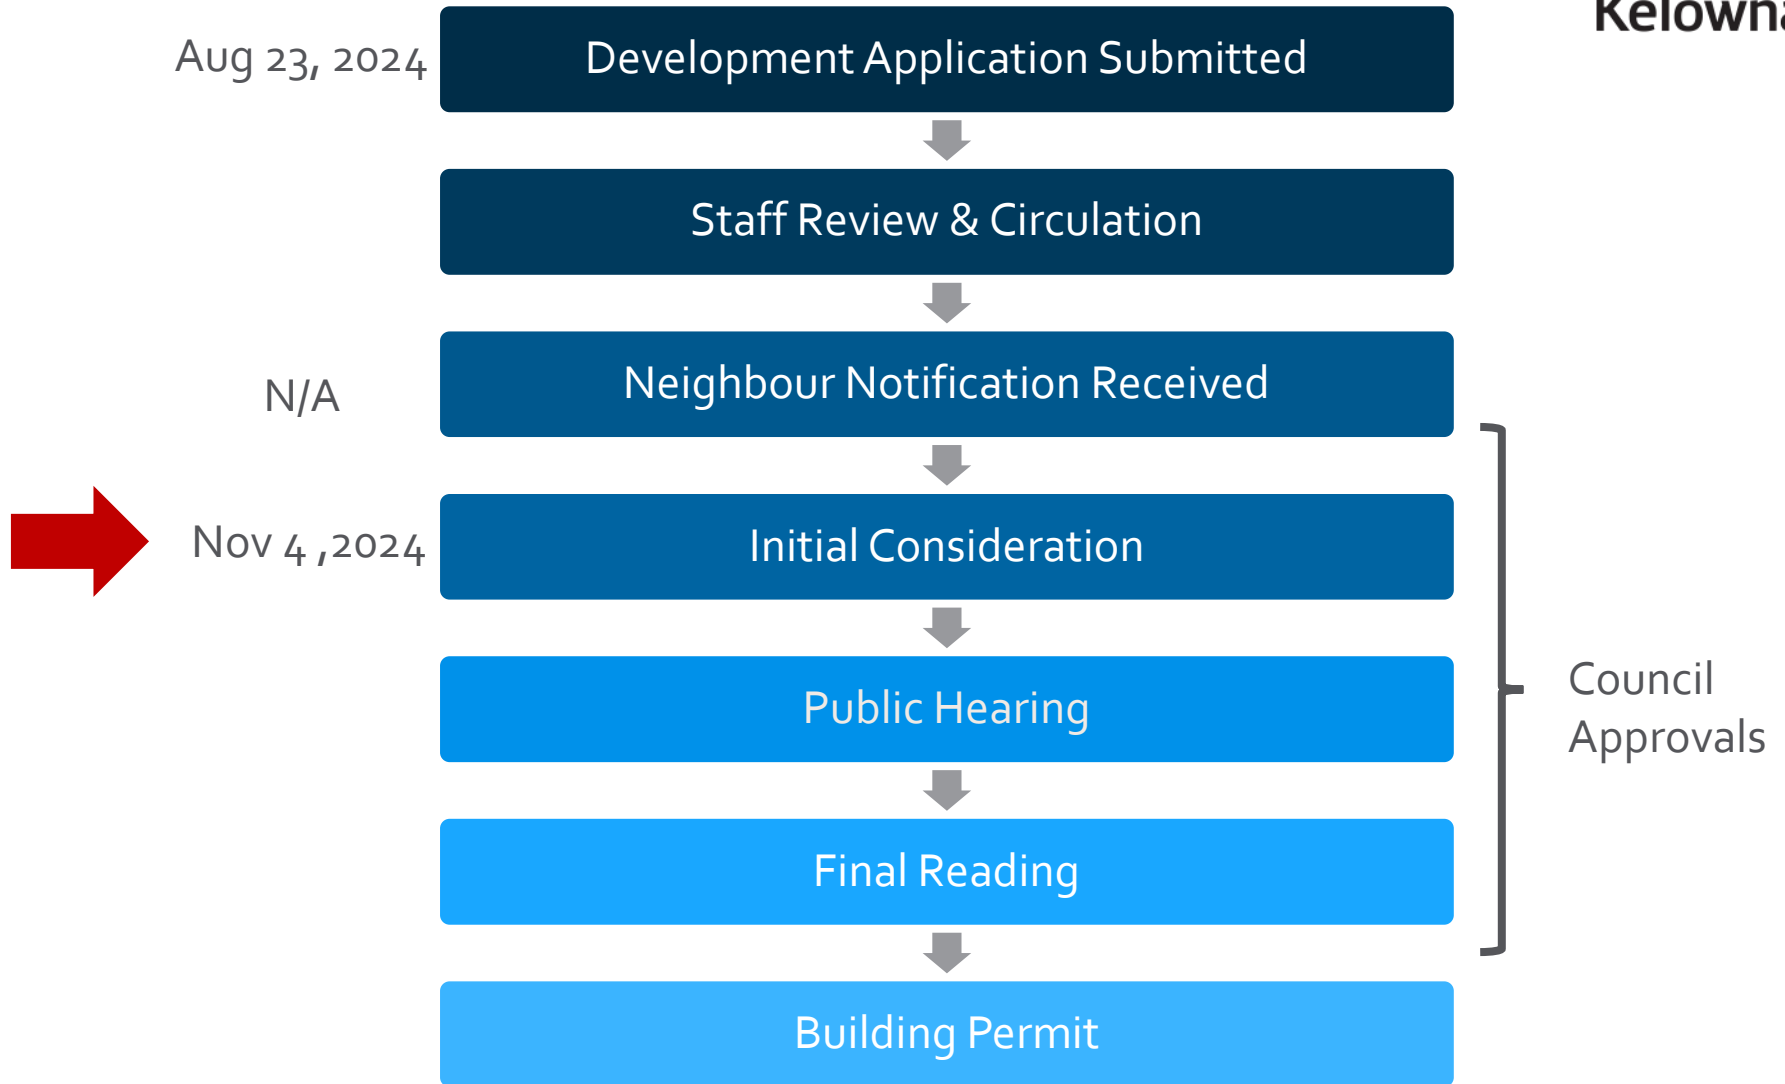 Kelowna
Aug 23, 2024
Development Application Submitted
Staff Review & Circulation
N/A
Neighbour Notification Received
Nov 4 ,2024
Initial Consideration
Public Hearing
Council
Approvals
Final Reading
Building Permit